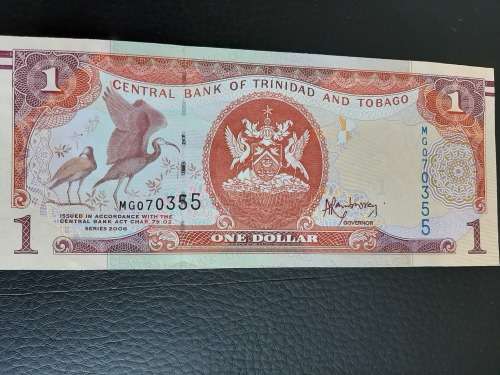 1
CENTRAL BANK OF TRINIDAD AND TOBAGO
1
MG070355
MG070355
ISSUED IN ACCORDANCE WITH THE
CENTRAL BANK ACT CHAP. 79.02
SERIES 2006
GOVERNOR
1
ONE DOLLAR
1